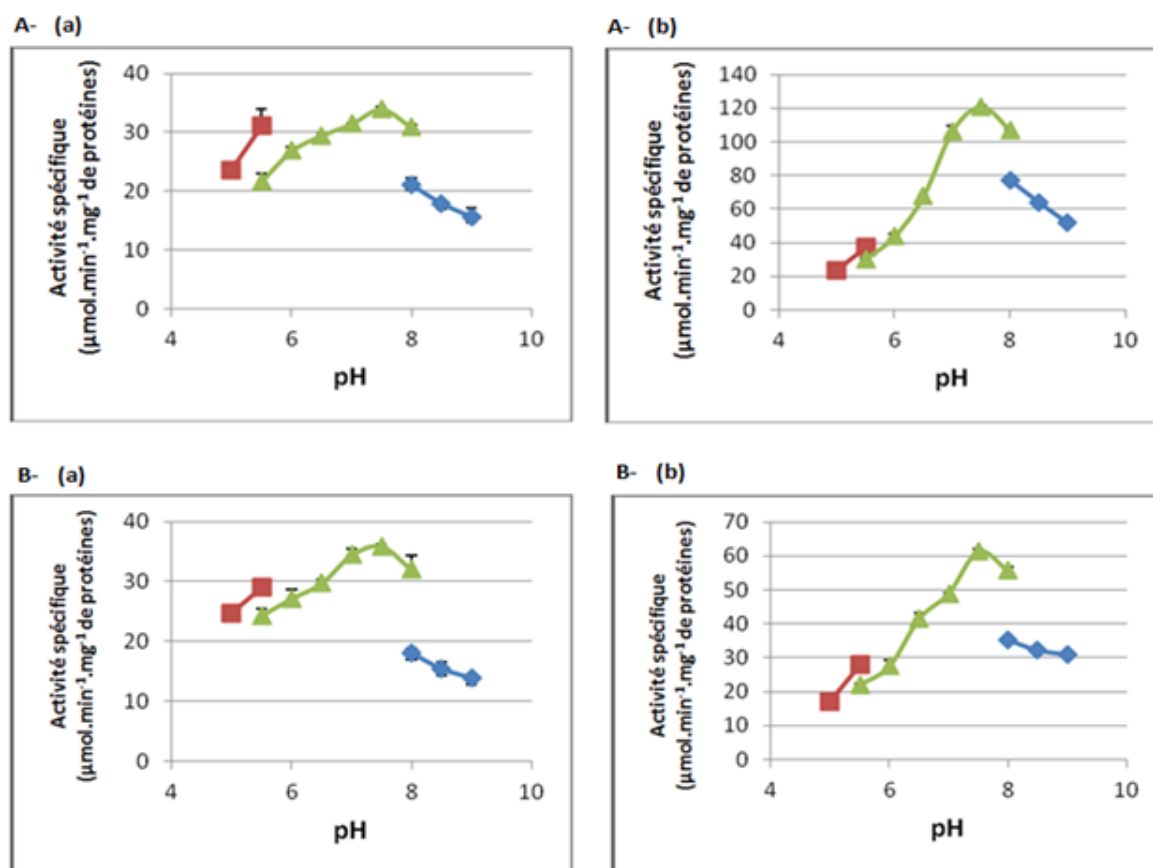 A- (a)
Activité spécifique
(µmol.min⁻¹.mg⁻¹ de protéines)
40
30
20
10
0
4 6 8 10
pH
A- (b)
Activité spécifique
(µmol.min⁻¹.mg⁻¹ de protéines)
140
120
100
80
60
40
20
0
4 6 8 10
pH
B- (a)
Activité spécifique
(µmol.min⁻¹.mg⁻¹ de protéines)
40
30
20
10
0
4 6 8 10
pH
B- (b)
Activité spécifique
(µmol.min⁻¹.mg⁻¹ de protéines)
70
60
50
40
30
20
10
0
4 6 8 10
pH